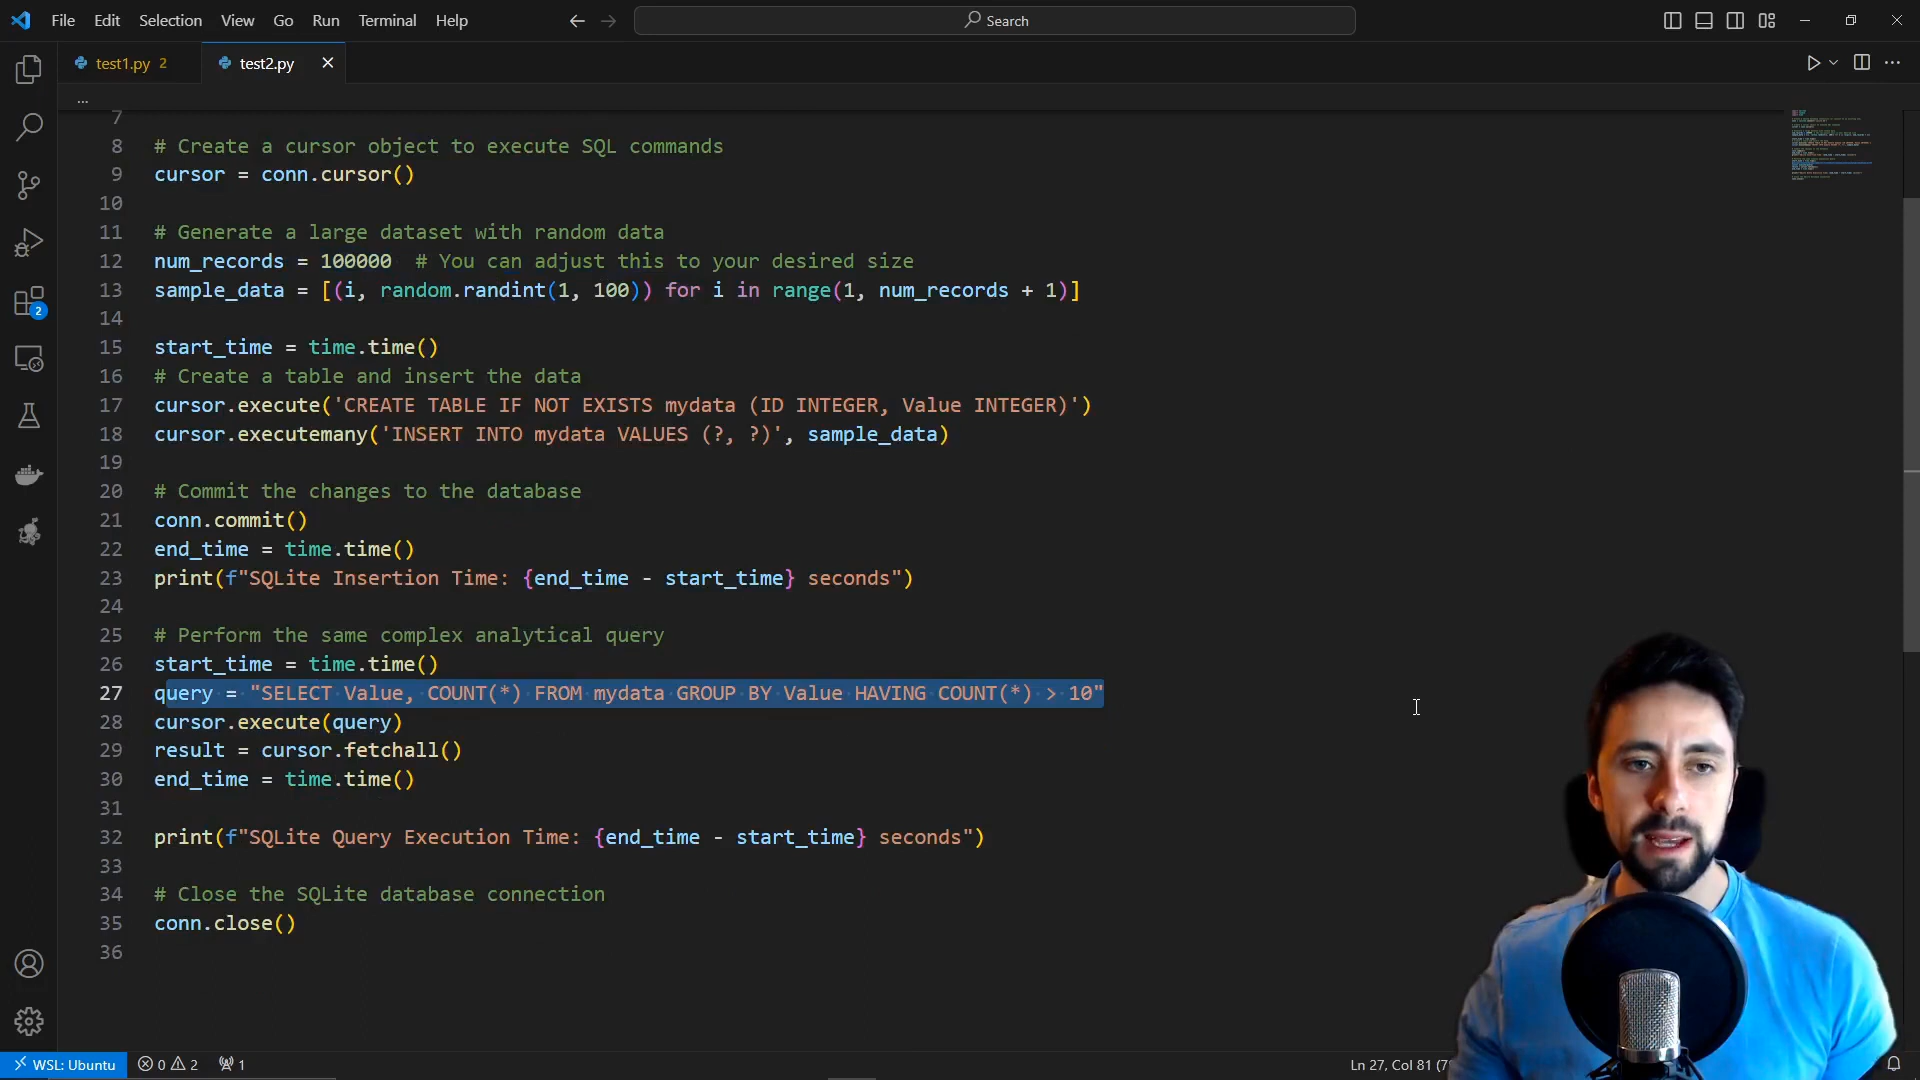 File Edit Selection View Go Run Terminal Help
Search
test1.py 2
test2.py
...
7
8 # Create a cursor object to execute SQL commands
9 cursor = conn.cursor()
10
11 # Generate a large dataset with random data
12 num_records = 100000  # You can adjust this to your desired size
13 sample_data = [(i, random.randint(1, 100)) for i in range(1, num_records + 1)]
14
15 start_time = time.time()
16 # Create a table and insert the data
17 cursor.execute('CREATE TABLE IF NOT EXISTS mydata (ID INTEGER, Value INTEGER)')
18 cursor.executemany('INSERT INTO mydata VALUES (?, ?)', sample_data)
19
20 # Commit the changes to the database
21 conn.commit()
22 end_time = time.time()
23 print(f"SQLite Insertion Time: {end_time - start_time} seconds")
24
25 # Perform the same complex analytical query
26 start_time = time.time()
27 query = "SELECT Value, COUNT(*) FROM mydata GROUP BY Value HAVING COUNT(*) > 10"
28 cursor.execute(query)
29 result = cursor.fetchall()
30 end_time = time.time()
31
32 print(f"SQLite Query Execution Time: {end_time - start_time} seconds")
33
34 # Close the SQLite database connection
35 conn.close()
36
2
WSL: Ubuntu 0 2 1
Ln 27, Col 81